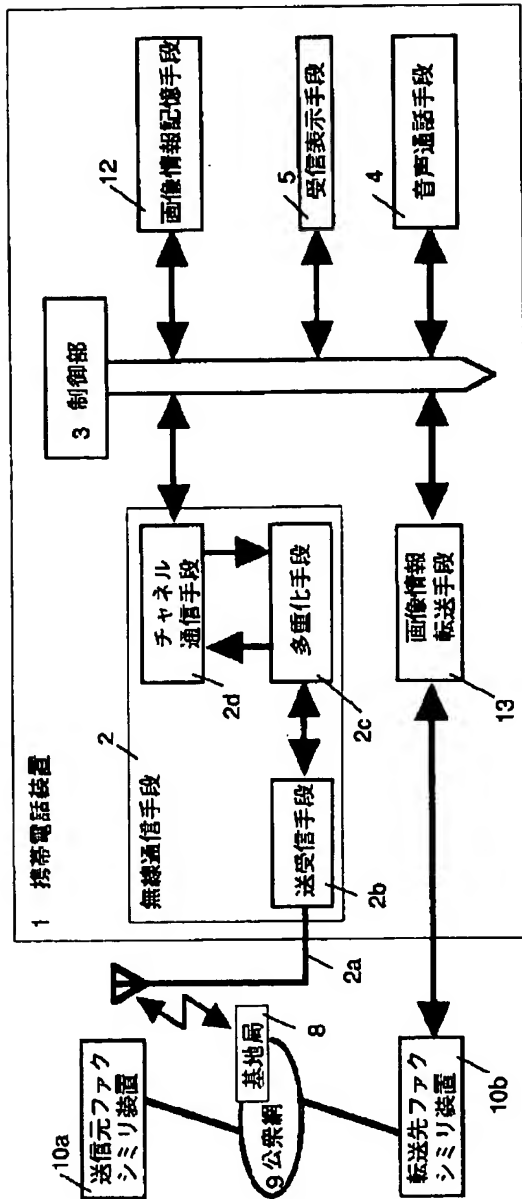 1 携帯電話装置
無線通信手段
2
チャネル
通信手段
2d
多重化手段
2c
送受信手段
2b
2a
3 制御部
画像情報記憶手段
12
受信表示手段
5
音声通話手段
4
画像情報
転送手段
13
10a
送信元ファク
シミリ装置
基地局
8
9 公衆網
転送先ファク
シミリ装置
10b